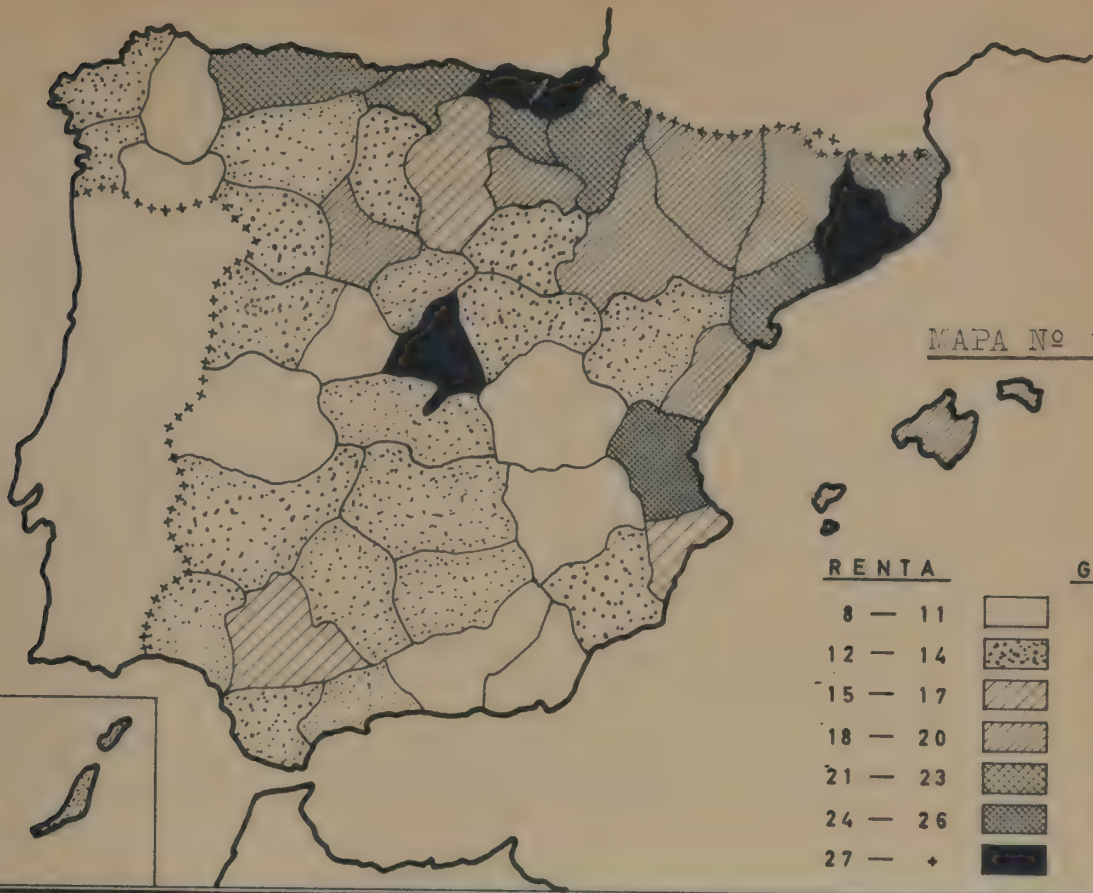 MAPA Nº
RENTA
G
8 — 11
12 — 14
15 — 17
18 — 20
21 — 23
24 — 26
27 — +